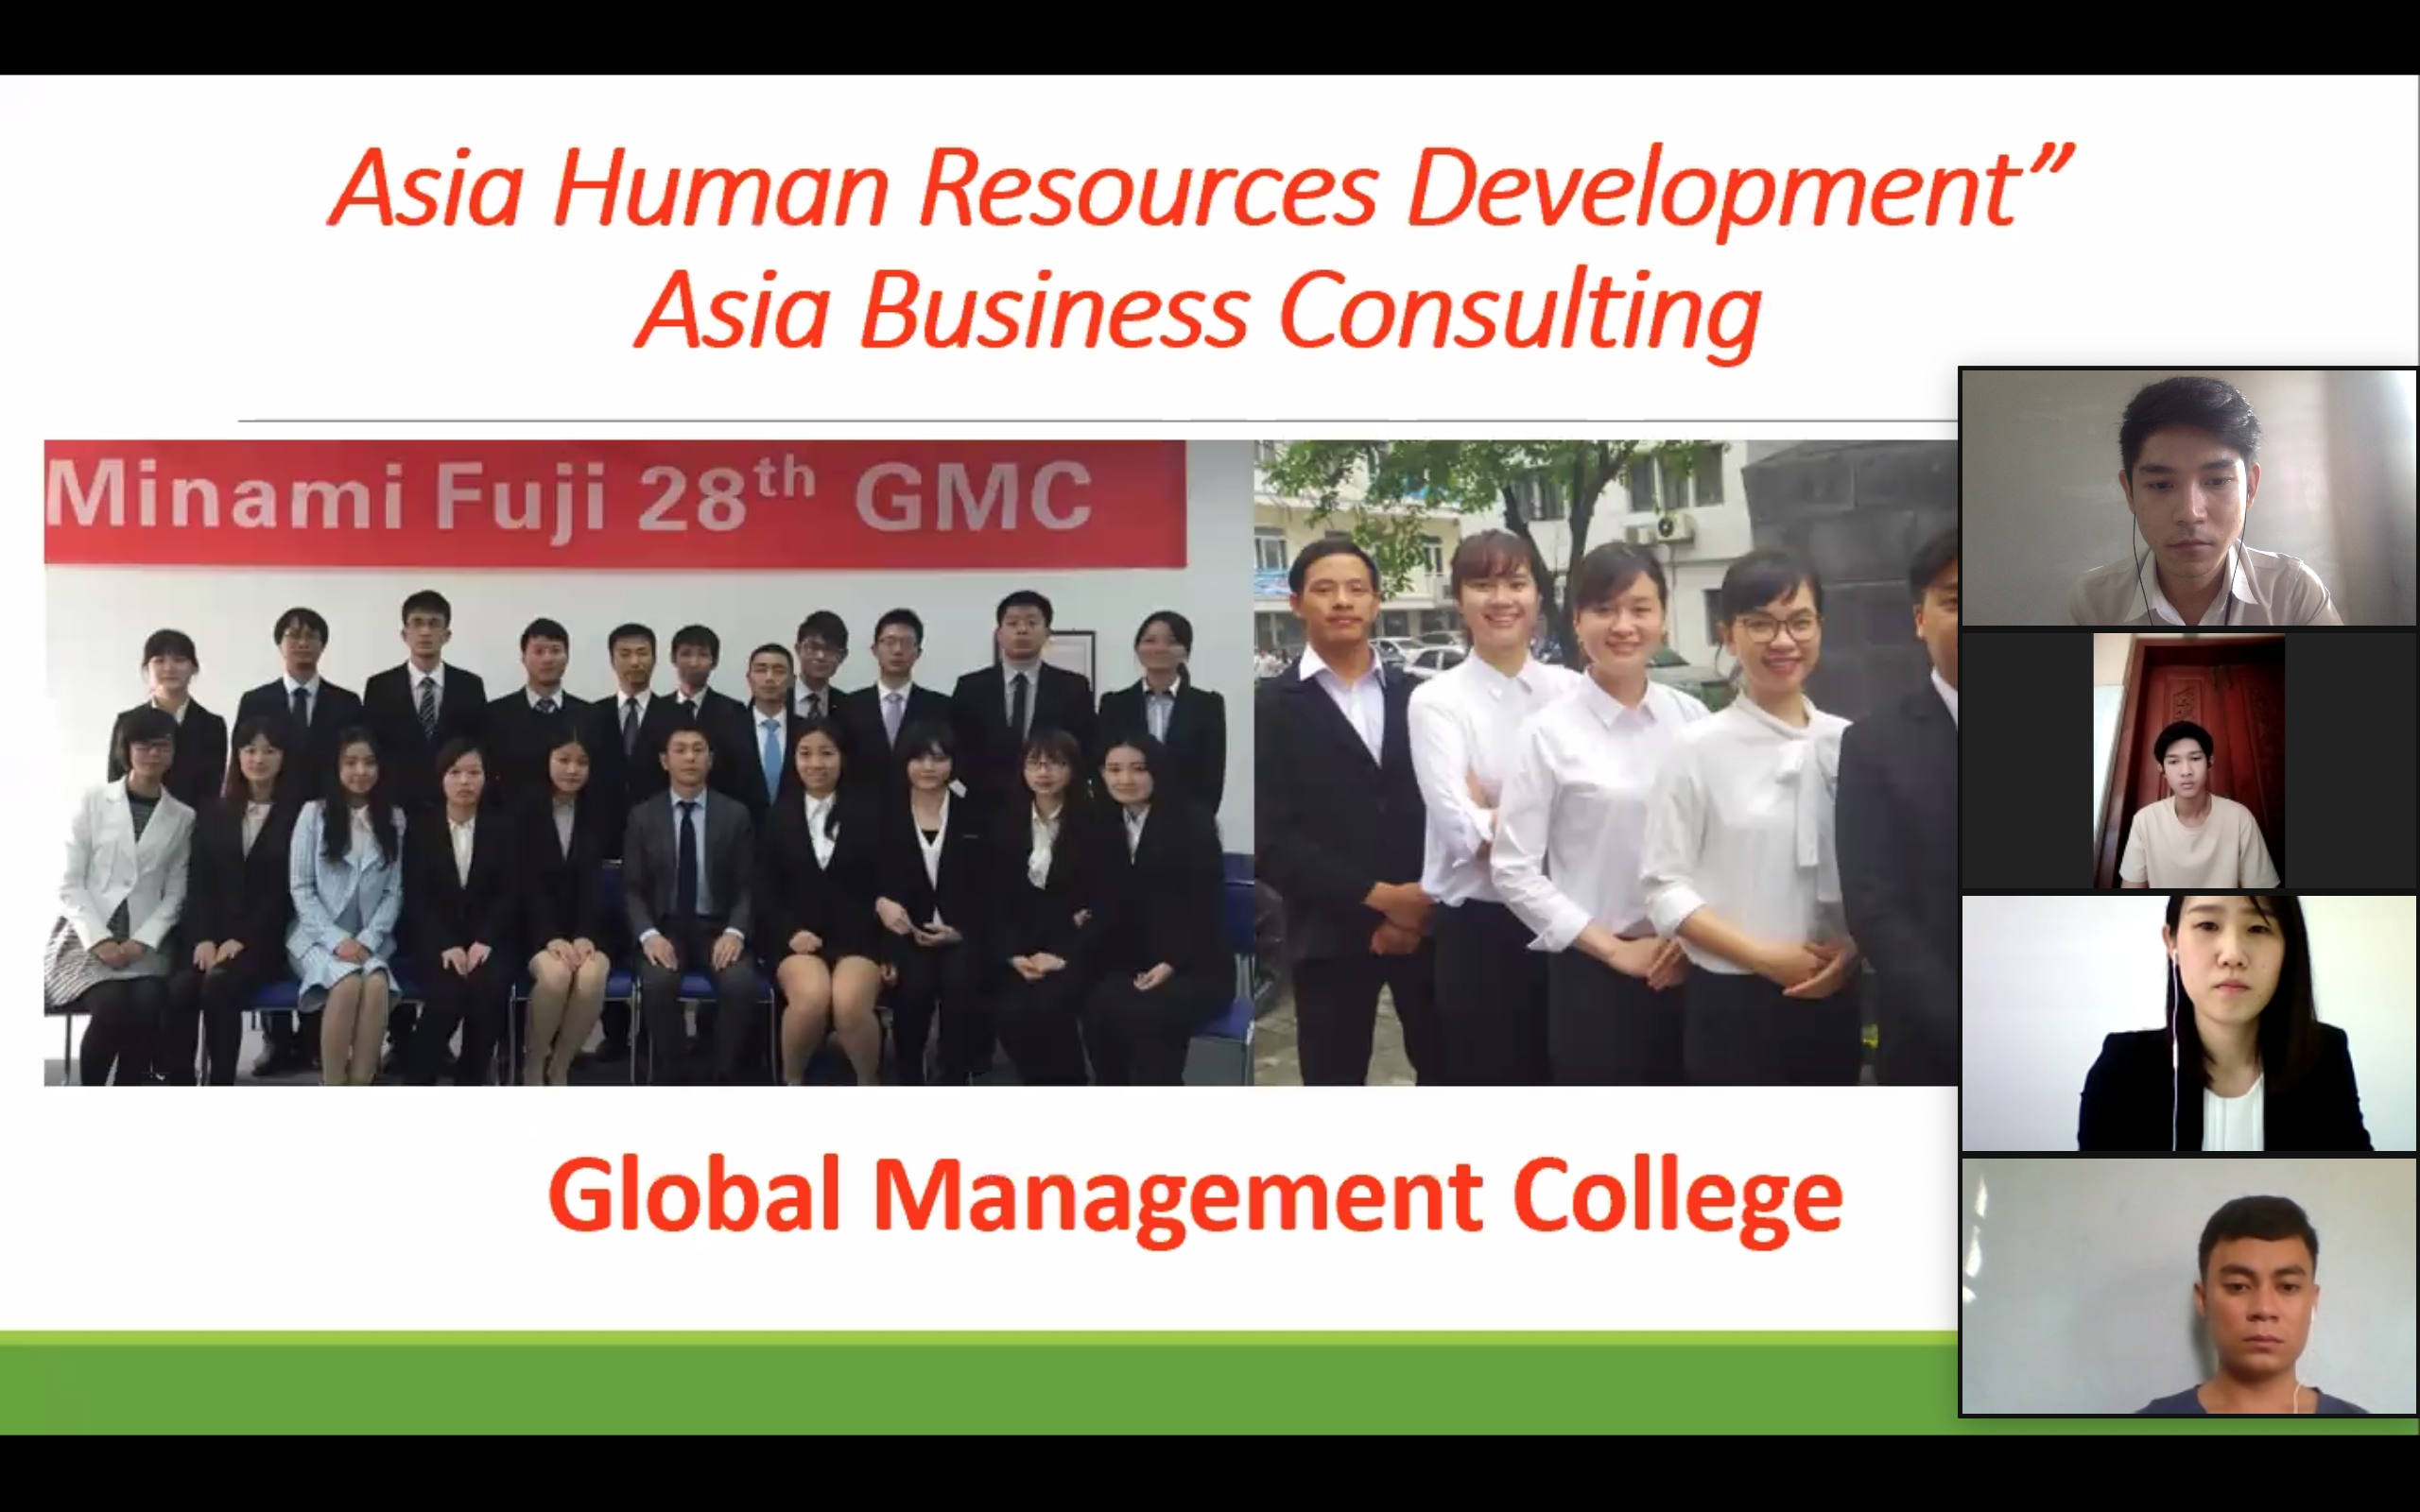 Asia Human Resources Development”
Asia Business Consulting
Minami Fuji 28th GMC
Global Management College